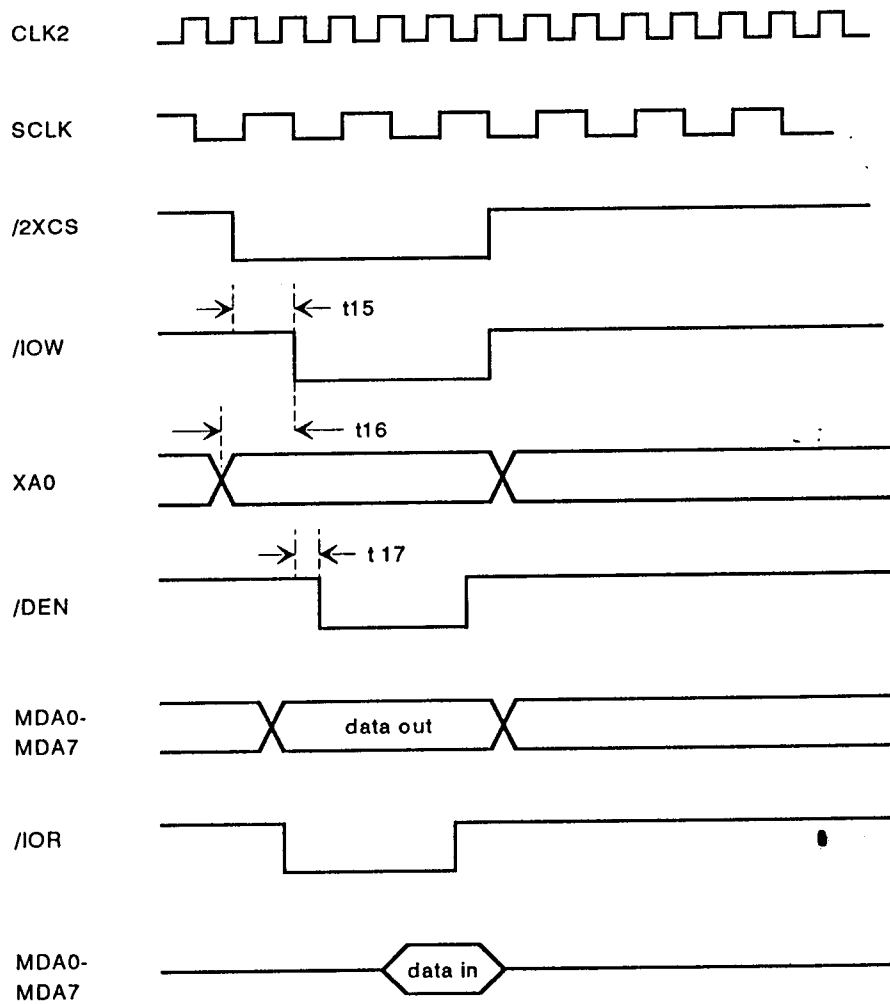 CLK2
SCLK
/2XCS
t15
/IOW
t16
XA0
t 17
/DEN
MDA0-
MDA7
data out
/IOR
MDA0-
MDA7
data in